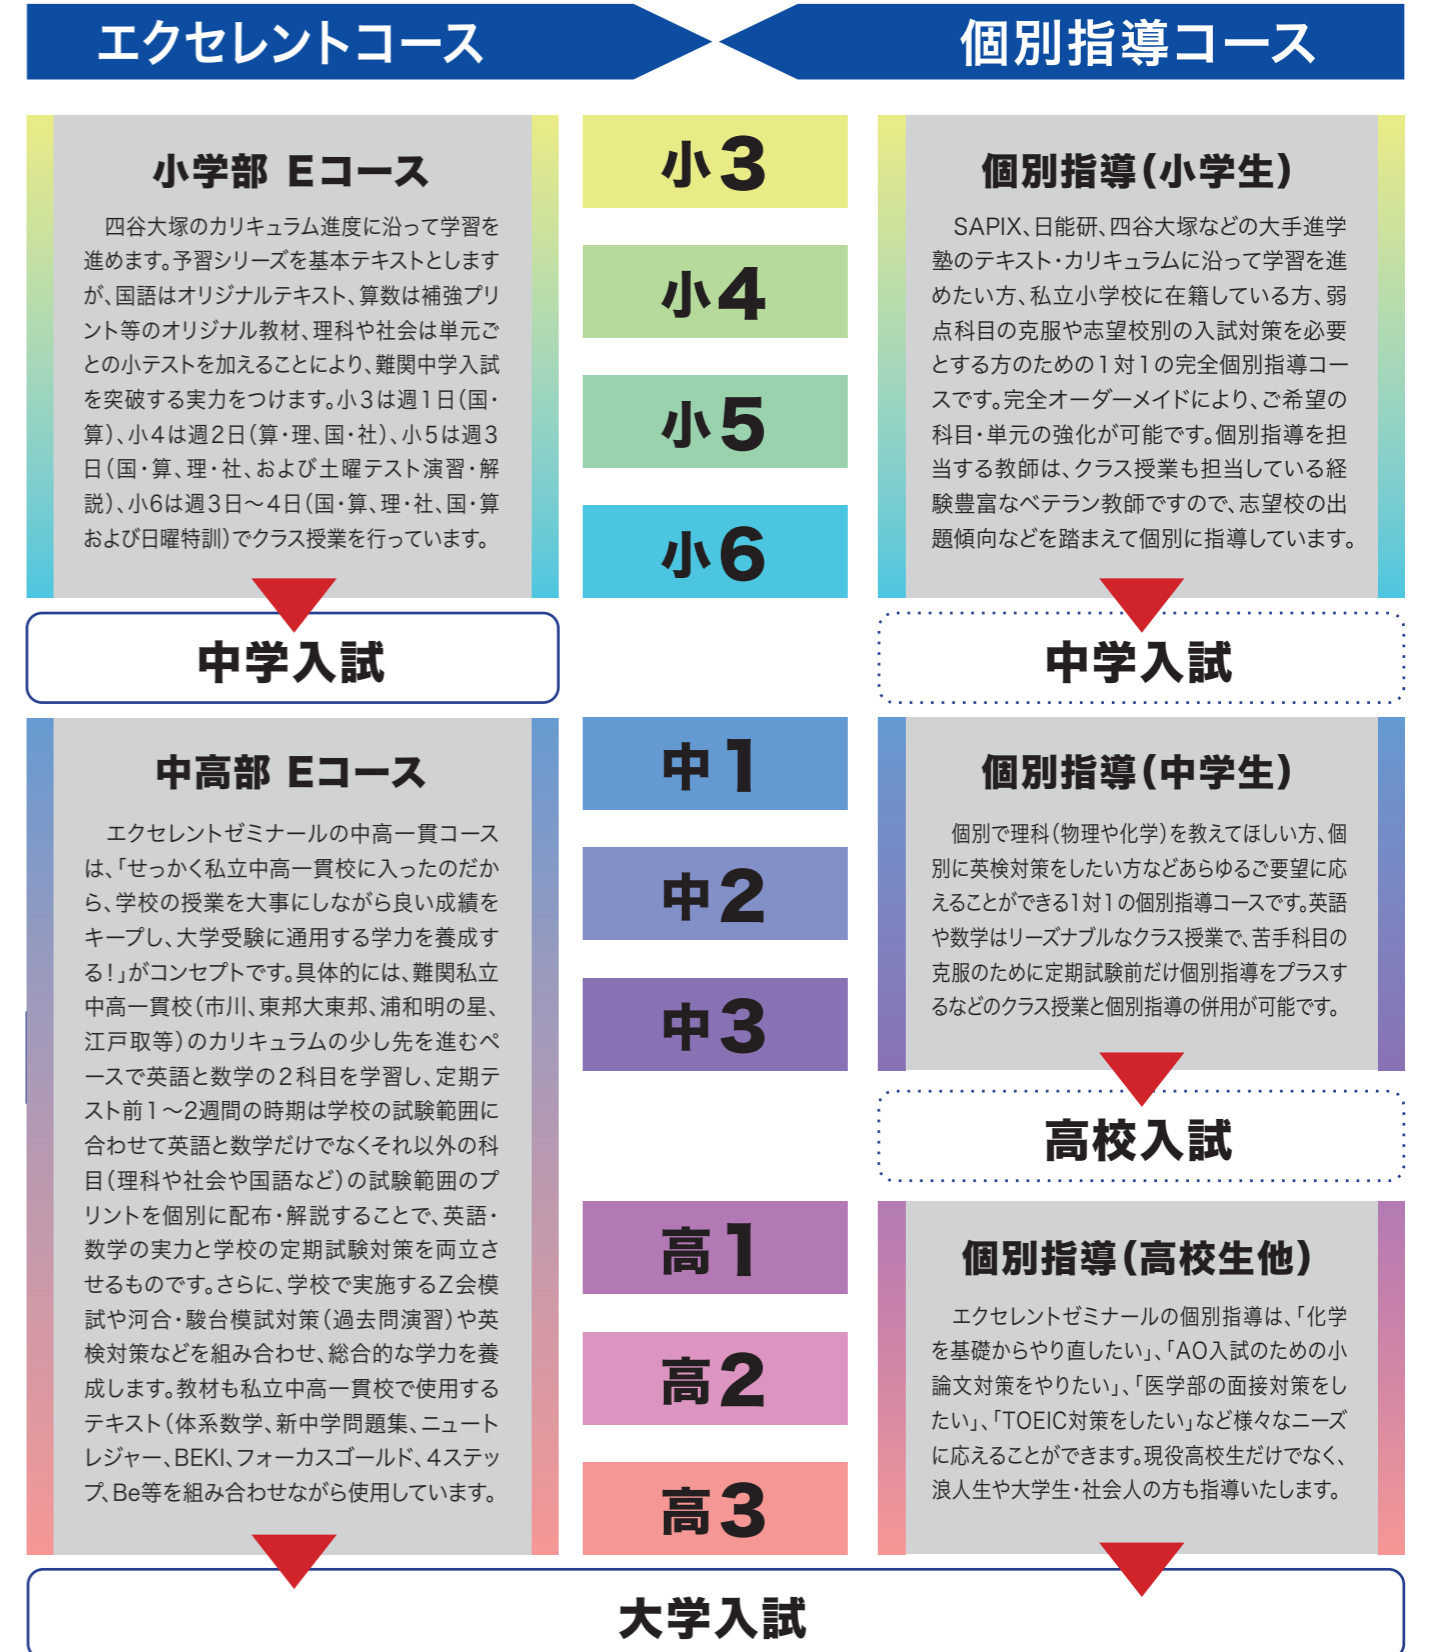 エクセレントコース
個別指導コース
小学部 Eコース
四谷大塚のカリキュラム進度に沿って学習を
進めます。予習シリーズを基本テキストとします
が、国語はオリジナルテキスト、算数は補強プリ
ント等のオリジナル教材、理科や社会は単元ご
との小テストを加えることにより、難関中学入試
を突破する実力をつけます。小3は週1日(国・
算)、小4は週2日(算・理、国・社)、小5は週3
日(国・算、理・社、および土曜テスト演習・解
説)、小6は週3日〜4日(国・算、理・社、国・算
および日曜特訓)でクラス授業を行っています。
中学入試
中高部 Eコース
エクセレントゼミナールの中高一貫コース
は、「せっかく私立中高一貫校に入ったのだか
ら、学校の授業を大事にしながら良い成績を
キープし、大学受験に通用する学力を養成す
る!」がコンセプトです。具体的には、難関私立
中高一貫校(市川、東邦大東邦、浦和明の星、
江戸取等)のカリキュラムの少し先を進むペ
ースで英語と数学の2科目を学習し、定期テ
スト前1〜2週間の時期は学校の試験範囲に
合わせて英語と数学だけでなくそれ以外の科
目(理科や社会や国語など)の試験範囲のプ
リントを個別に配布・解説することで、英語・
数学の実力と学校の定期試験対策を両立さ
せるものです。さらに、学校で実施するZ会模
試や河合・駿台模試対策(過去問演習)や英
検対策などを組み合わせ、総合的な学力を養
成します。教材も私立中高一貫校で使用する
テキスト(体系数学、新中学問題集、ニュート
レジャー、BEKI、フォーカスゴールド、4ステッ
プ、Be等を組み合わせながら使用しています。
小3
小4
小5
小6
中1
中2
中3
高1
高2
高3
個別指導(小学生)
SAPIX、日能研、四谷大塚などの大手進学
塾のテキスト・カリキュラムに沿って学習を進
めたい方、私立小学校に在籍している方、弱
点科目の克服や志望校別の入試対策を必要
とする方のための1対1の完全個別指導コー
スです。完全オーダーメイドにより、ご希望の
科目・単元の強化が可能です。個別指導を担
当する教師は、クラス授業も担当している経
験豊富なベテラン教師ですので、志望校の出
題傾向などを踏まえて個別に指導しています。
中学入試
個別指導(中学生)
個別で理科(物理や化学)を教えてほしい方、個
別に英検対策をしたい方などあらゆるご要望に応
えることができる1対1の個別指導コースです。英語
や数学はリーズナブルなクラス授業で、苦手科目の
克服のために定期試験前だけ個別指導をプラスす
るなどのクラス授業と個別指導の併用が可能です。
高校入試
個別指導(高校生他)
エクセレントゼミナールの個別指導は、「化学
を基礎からやり直したい」、「AO入試のための小
論文対策をやりたい」、「医学部の面接対策をし
たい」、「TOEIC対策をしたい」など様々なニーズ
に応えることができます。現役高校生だけでなく、
浪人生や大学生・社会人の方も指導いたします。
大学入試